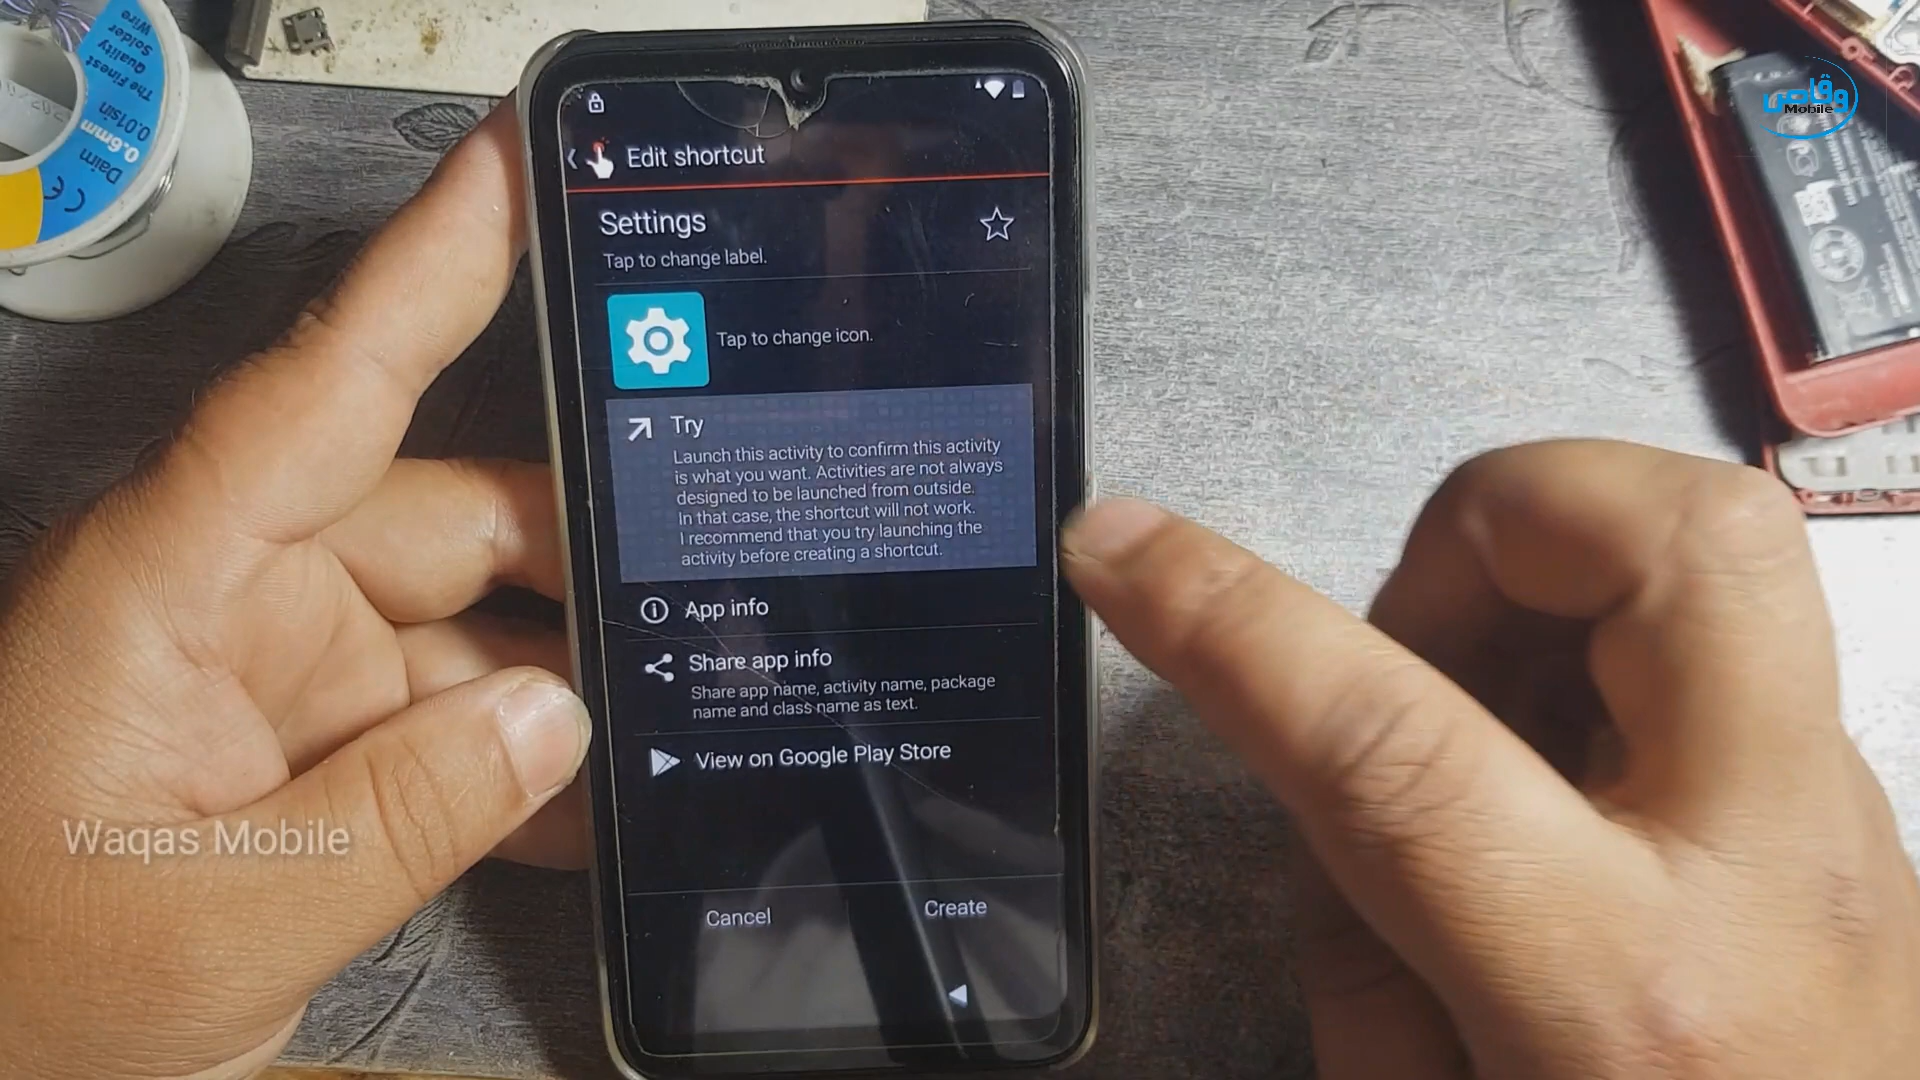 The Finest
Quality
Solder
Wire
0.01sin
0.6mm
Daim
CE
وقاص
Mobile
Edit shortcut
Settings
Tap to change label.
Tap to change icon.
Try
Launch this activity to confirm this activity
is what you want. Activities are not always
designed to be launched from outside.
In that case, the shortcut will not work.
I recommend that you try launching the
activity before creating a shortcut.
App info
Share app info
Share app name, activity name, package
name and class name as text.
View on Google Play Store
Cancel
Create
Waqas Mobile